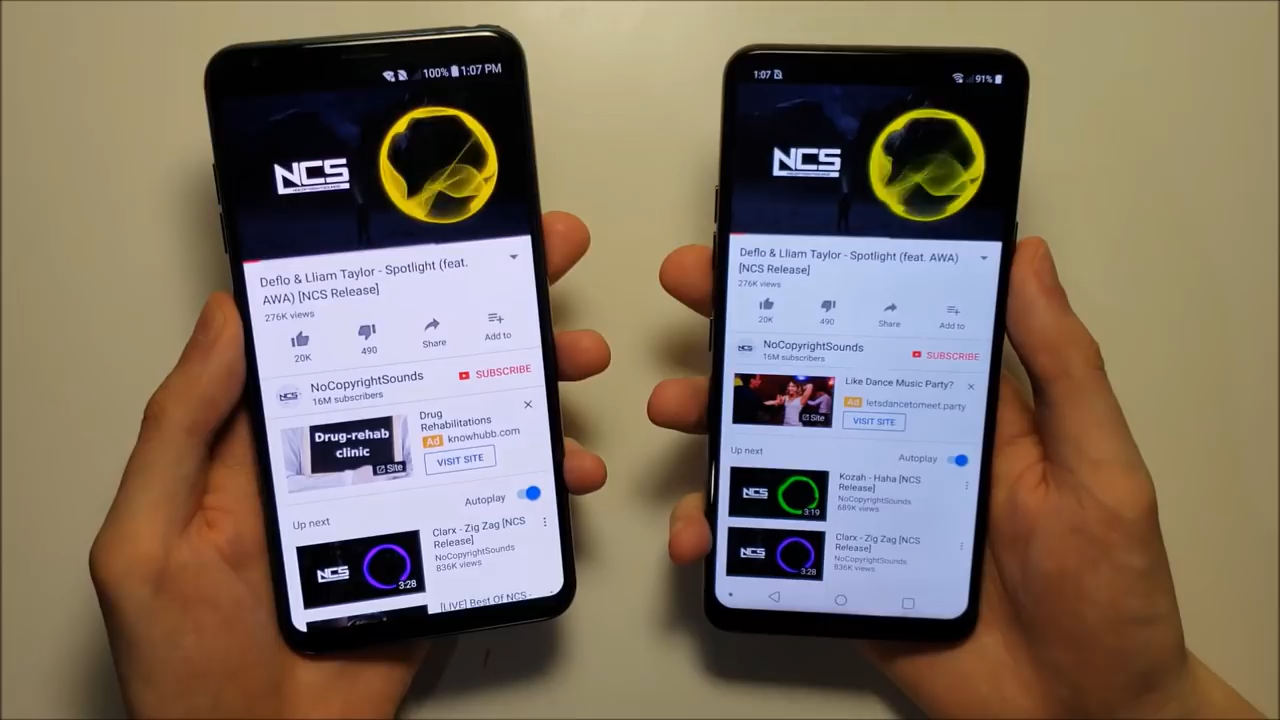 100% 1:07 PM
NCS
Deflo & Lliam Taylor - Spotlight (feat.
AWA) [NCS Release]
276K views
20K
490
Share
Add to
NoCopyrightSounds
16M subscribers
SUBSCRIBE
Drug-rehab
clinic
Site
Drug
Rehabilitations
Ad knowhubb.com
VISIT SITE
Autoplay
Up next
NCS
3:28
Clarx - Zig Zag [NCS
Release]
NoCopyrightSounds
836K views
[LIVE] Best Of NCS -
1:07
91%
NCS
Deflo & Lliam Taylor - Spotlight (feat. AWA)
[NCS Release]
276K views
20K
490
Share
Add to
NCS
NoCopyrightSounds
16M subscribers
SUBSCRIBE
Site
Like Dance Music Party?
Ad letsdancetomeet.party
VISIT SITE
Up next
Autoplay
NCS
3:19
Kozah - Haha [NCS
Release]
NoCopyrightSounds
689K views
NCS
3:28
Clarx - Zig Zag [NCS
Release]
NoCopyrightSounds
836K views